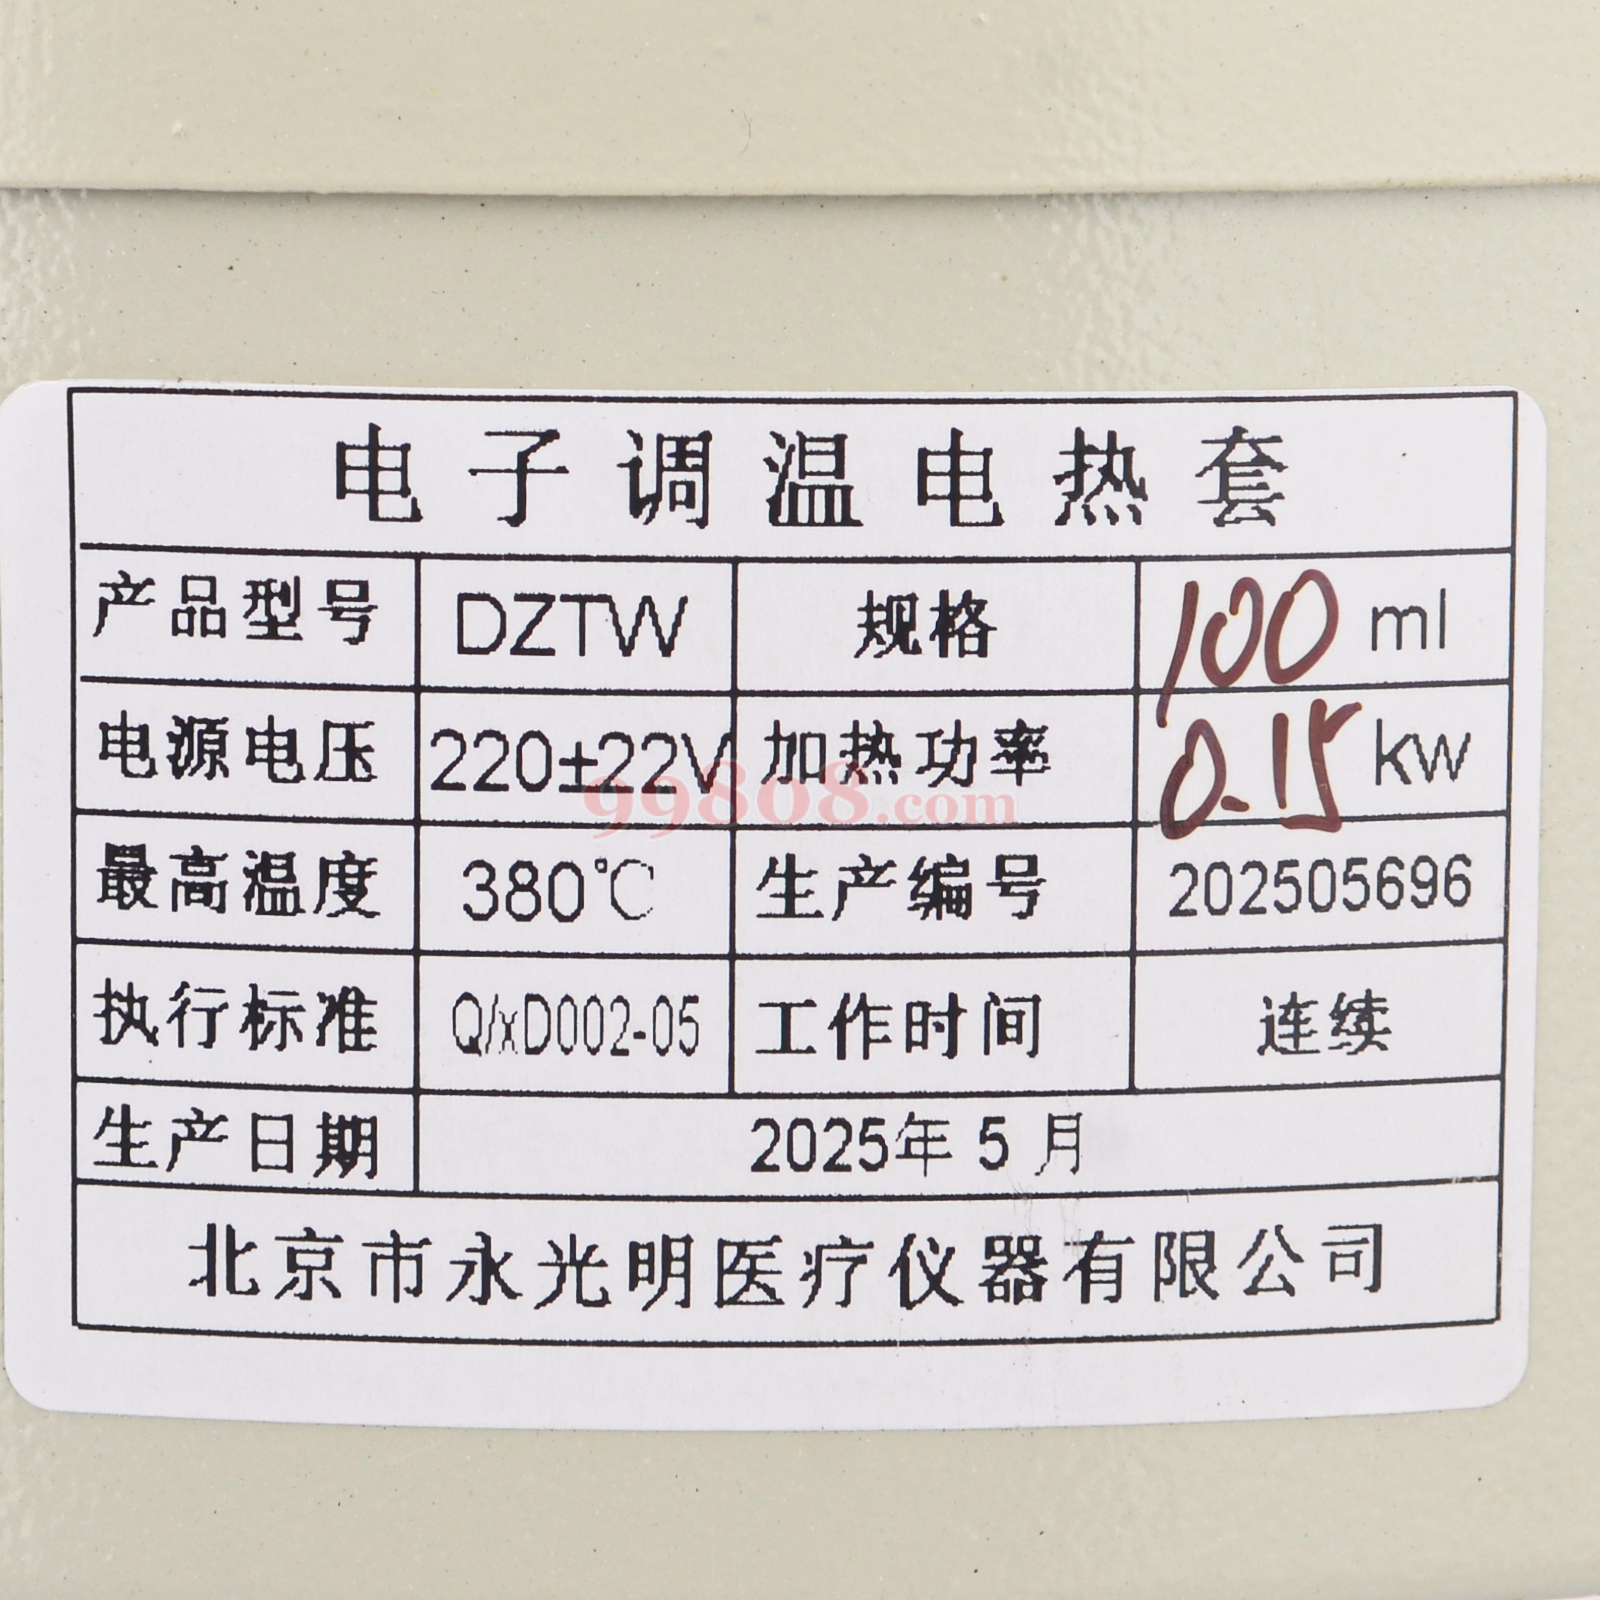 电子调温电热套
产品型号 DZTW 规格 100 ml
电源电压 220±22V 加热功率 0.15 kw
99808.com
最高温度 380℃ 生产编号 202505696
执行标准 Q/xD002-05 工作时间 连续
生产日期 2025年 5 月
北京市永光明医疗仪器有限公司